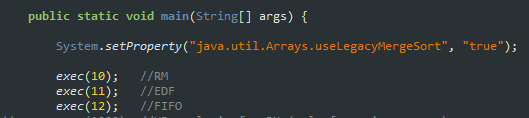 public static void main(String[] args) {
System.setProperty("java.util.Arrays.useLegacyMergeSort", "true");
exec(10);   //RM
exec(11);   //EDF
exec(12);   //FIFO